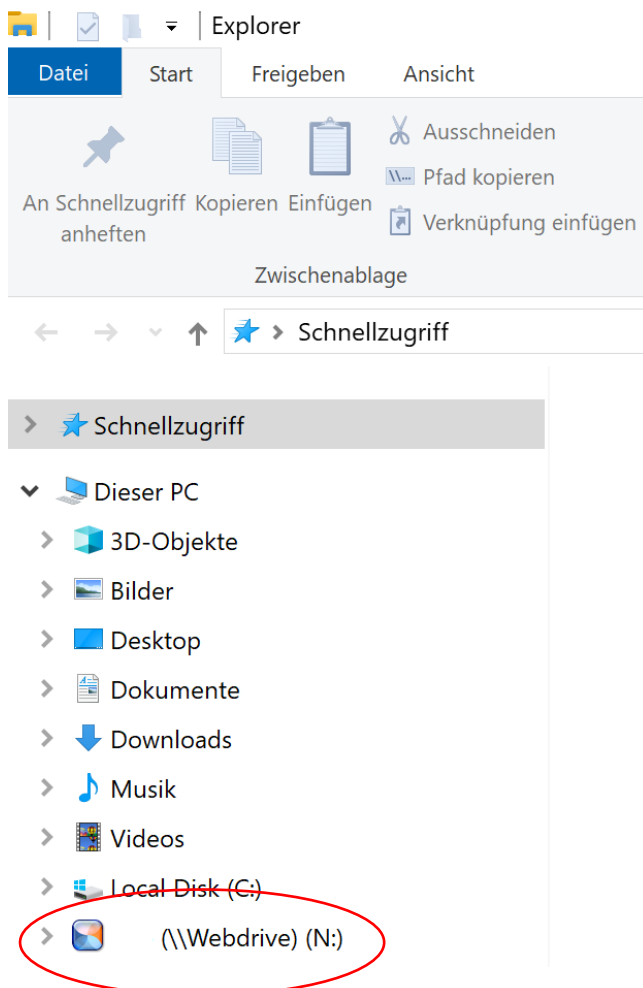 Explorer
Datei Start Freigeben Ansicht
An Schnellzugriff anheften
Kopieren
Einfügen
Ausschneiden
\\... Pfad kopieren
Verknüpfung einfügen
Zwischenablage
Schnellzugriff
Schnellzugriff
Dieser PC
3D-Objekte
Bilder
Desktop
Dokumente
Downloads
Musik
Videos
Local Disk (C:)
(\\Webdrive) (N:)